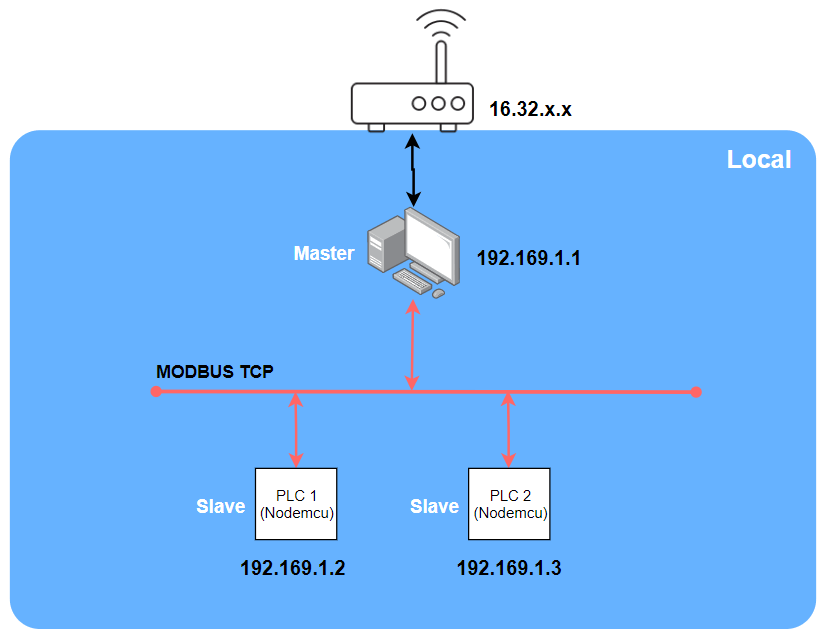 16.32.x.x
Local
Master
192.169.1.1
MODBUS TCP
Slave
PLC 1
(Nodemcu)
Slave
PLC 2
(Nodemcu)
192.169.1.2
192.169.1.3